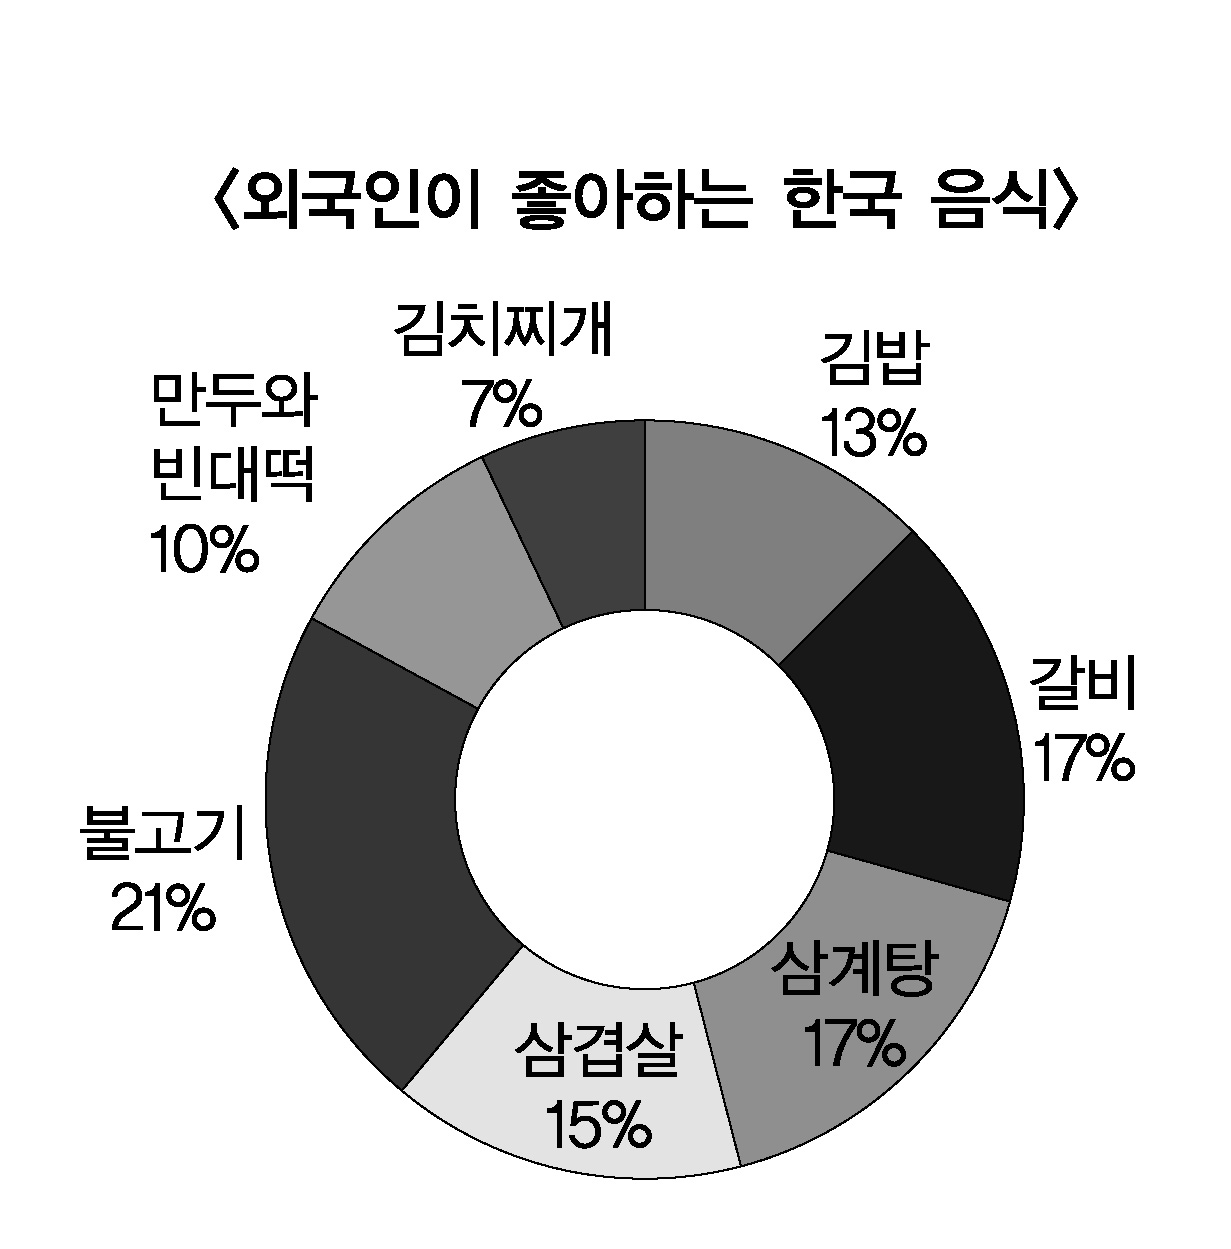 <외국인이 좋아하는 한국 음식>
김치찌개
7%
김밥
13%
만두와
빈대떡
10%
갈비
17%
불고기
21%
삼계탕
17%
삼겹살
15%